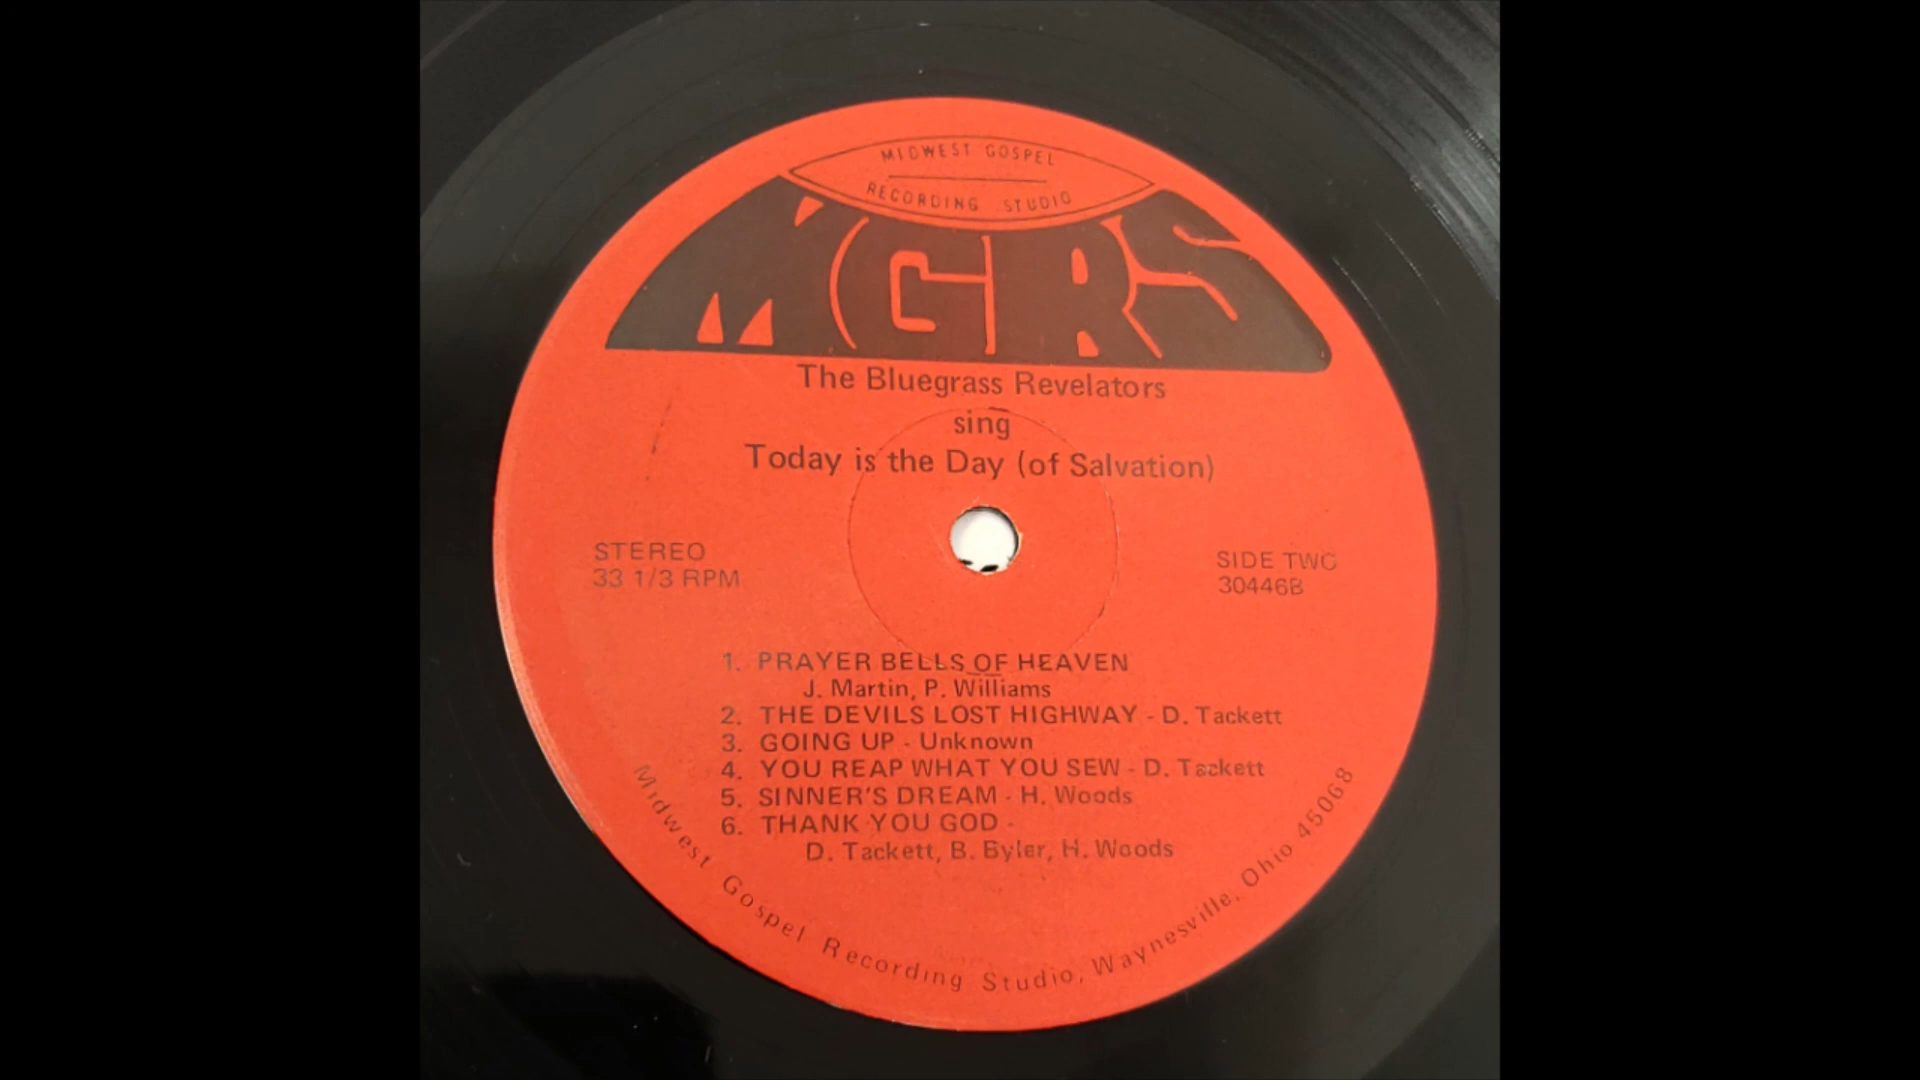 MIDWEST GOSPEL
RECORDING STUDIO
MGRS
The Bluegrass Revelators
sing
Today is the Day (of Salvation)
STEREO
33 1/3 RPM
SIDE TWO
30446B
1. PRAYER BELLS OF HEAVEN
J. Martin, P. Williams
2. THE DEVILS LOST HIGHWAY - D. Tackett
3. GOING UP - Unknown
4. YOU REAP WHAT YOU SEW - D. Tackett
5. SINNER'S DREAM - H. Woods
6. THANK YOU GOD -
D. Tackett, B. Byler, H. Woods
Midwest Gospel Recording Studio, Waynesville, Ohio 45068